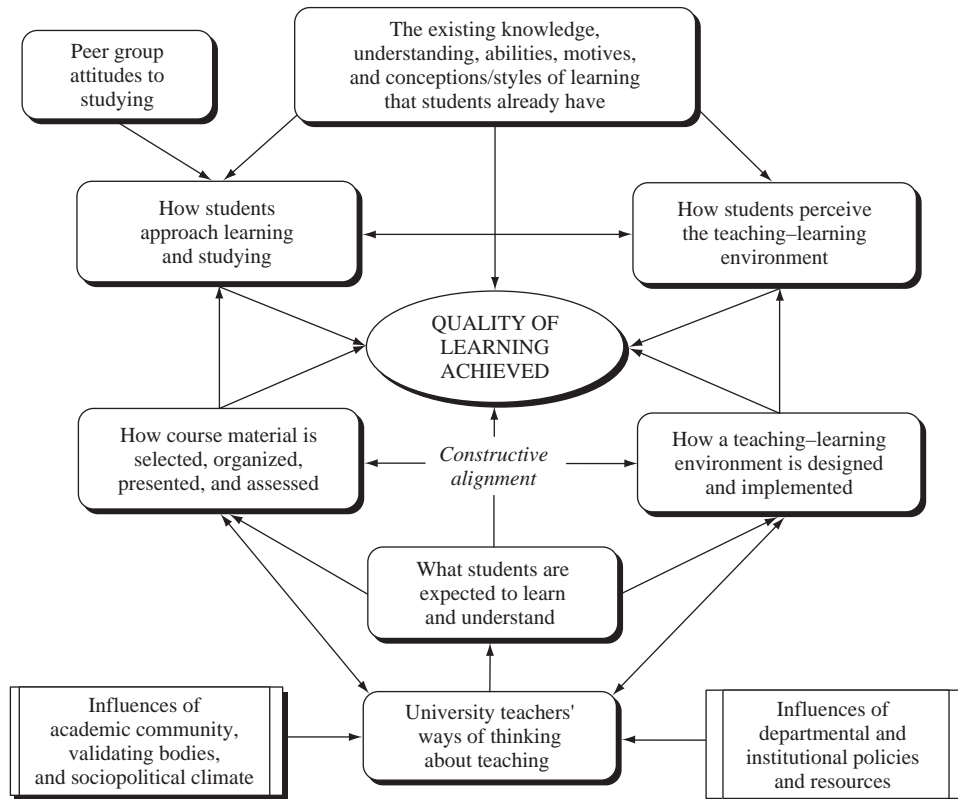 Peer group
attitudes to
studying
The existing knowledge,
understanding, abilities, motives,
and conceptions/styles of learning
that students already have
How students
approach learning
and studying
How students perceive
the teaching–learning
environment
QUALITY OF
LEARNING
ACHIEVED
How course material is
selected, organized,
presented, and assessed
Constructive
alignment
How a teaching–learning
environment is designed
and implemented
What students are
expected to learn
and understand
Influences of
academic community,
validating bodies,
and sociopolitical climate
University teachers'
ways of thinking
about teaching
Influences of
departmental and
institutional policies
and resources